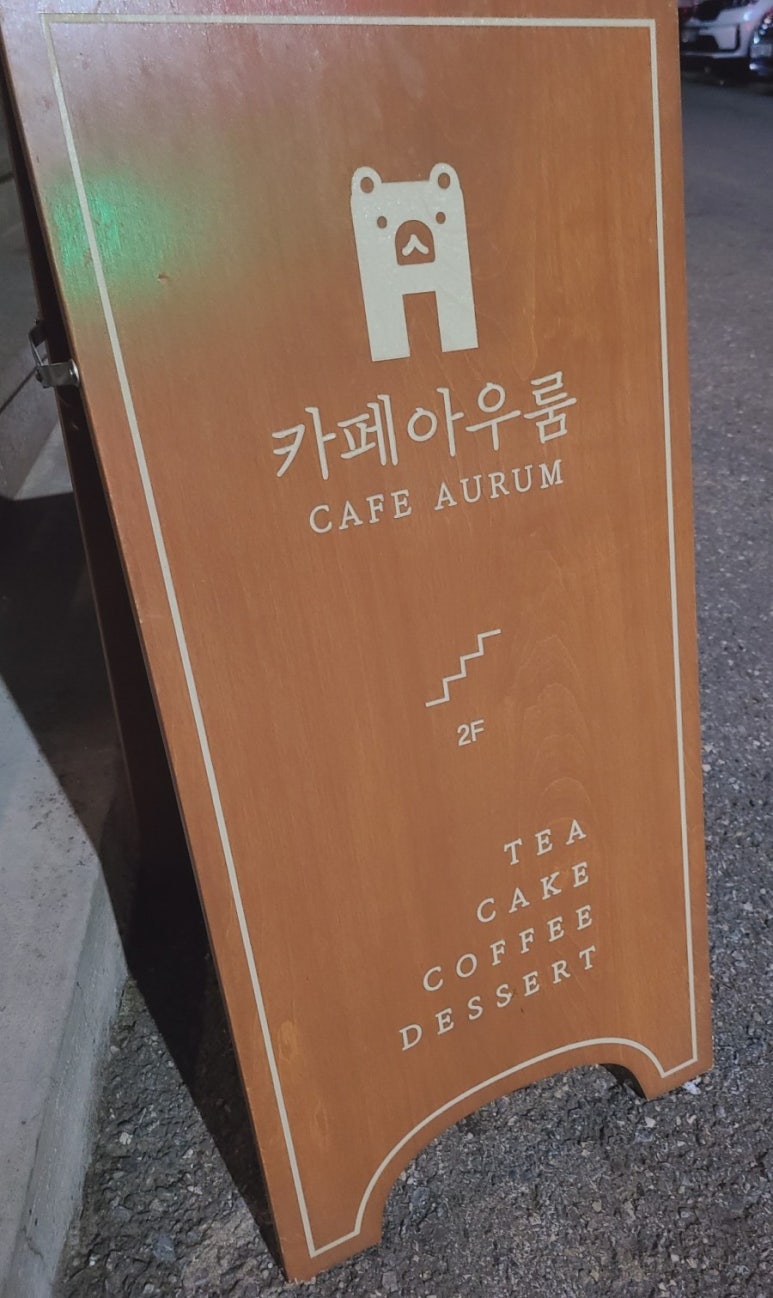 카페아우룸
CAFE AURUM
2F
TEA
CAKE
COFFEE
DESSERT